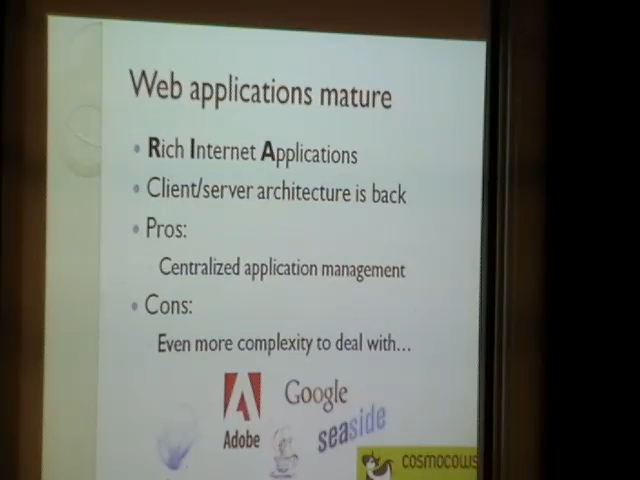 Web applications mature
Rich Internet Applications
Client/server architecture is back
Pros:
Centralized application management
Cons:
Even more complexity to deal with...
Google
seaside
Adobe
cosmocows